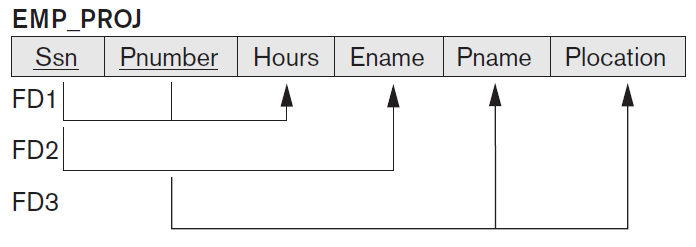 EMP_PROJ
Ssn Pnumber Hours Ename Pname Plocation
FD1
FD2
FD3